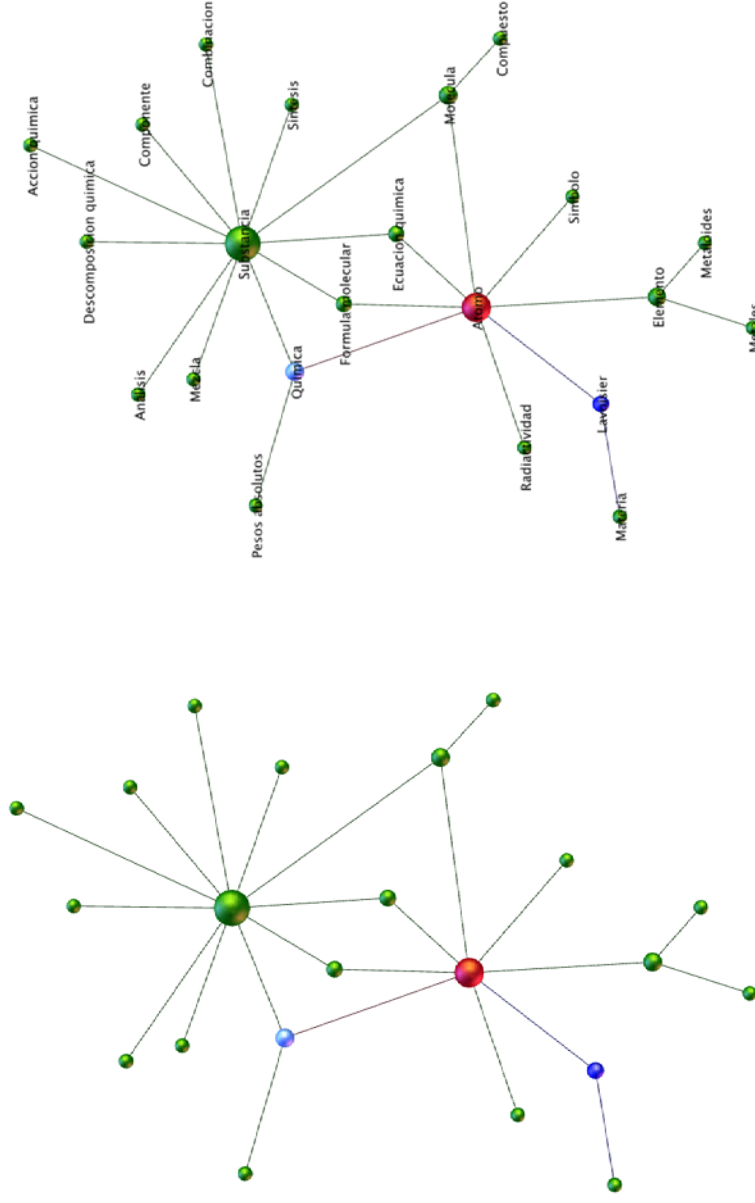 Combinacion
Compuesto
Molecula
Accion quimica
Componente
Sintesis
Simbolo
Descomposicion quimica
Substancia
Ecuacion quimica
Metaloides
Formula molecular
Atomo
Elemento
Analisis
Mezcla
Quimica
Lavoisier
Radiactividad
Pesos absolutos
Materia